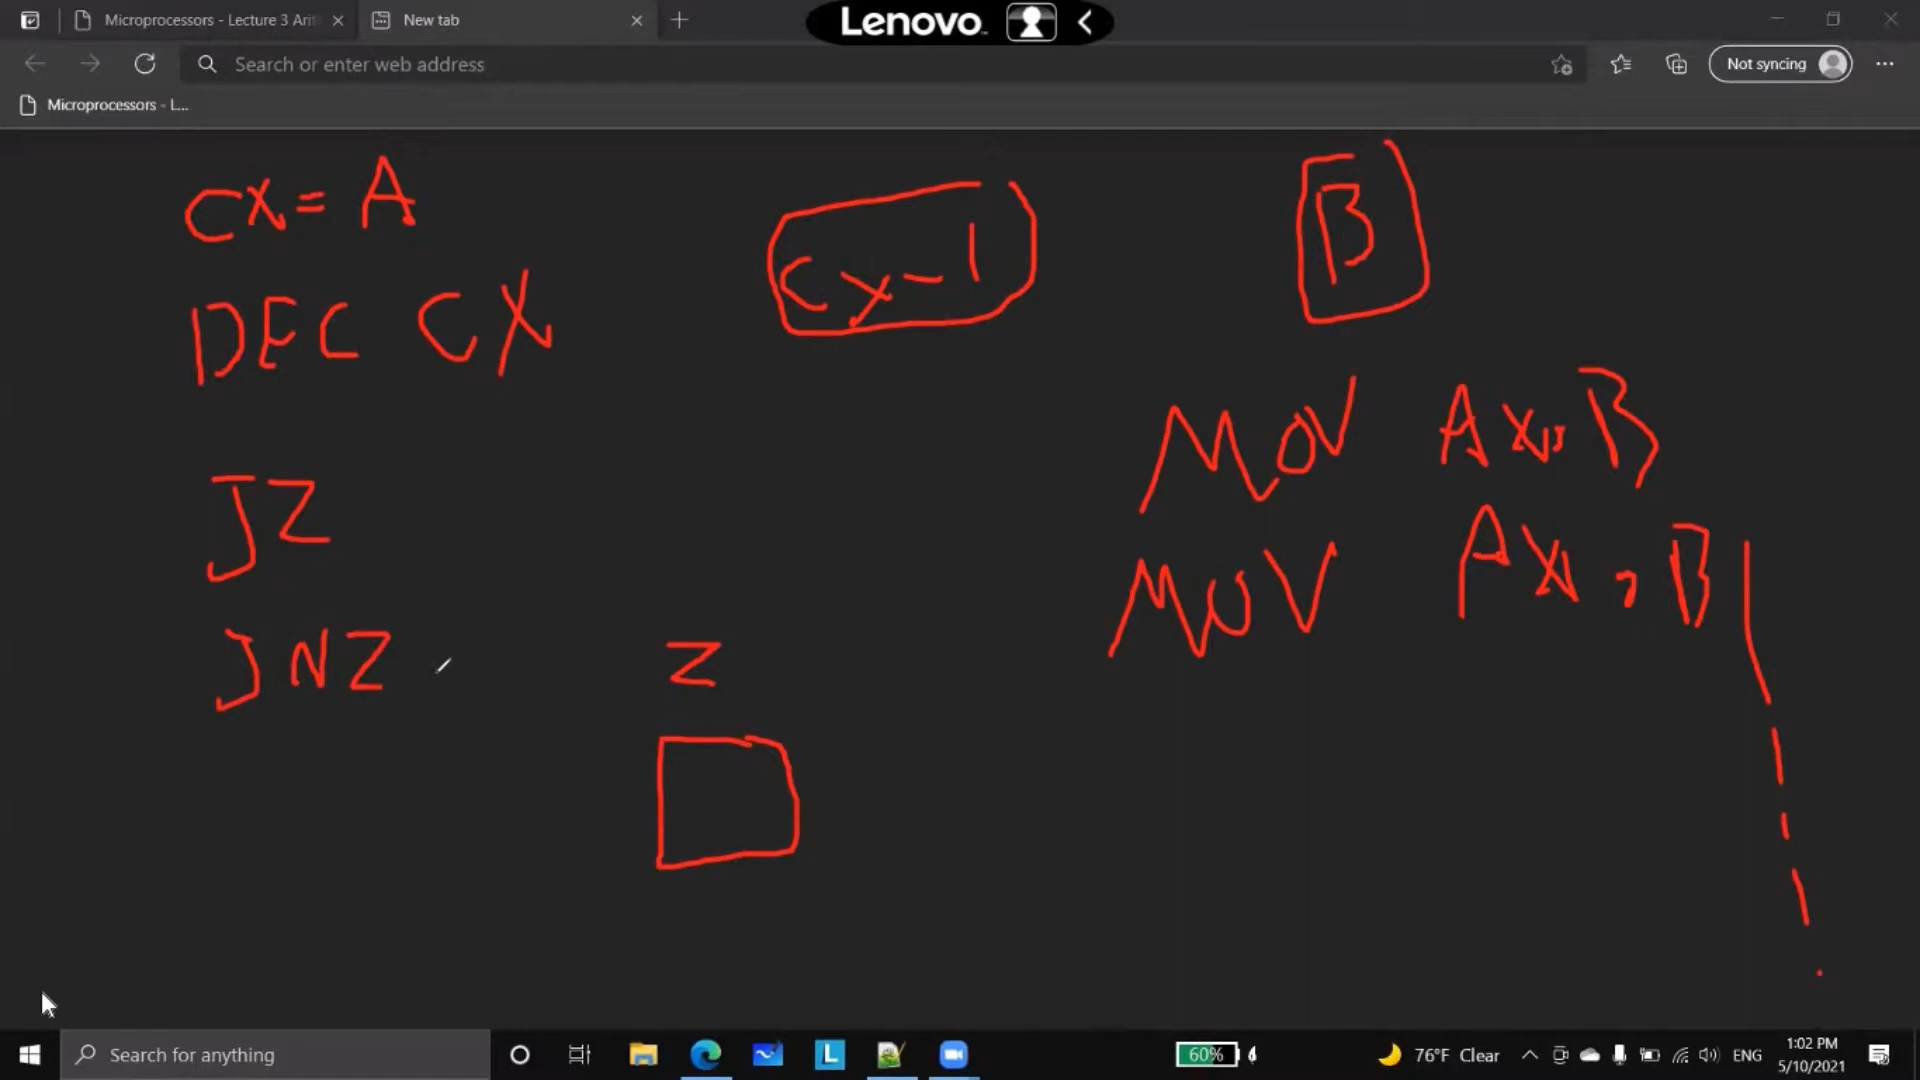 Microprocessors - Lecture 3 Arit
New tab
Lenovo
Search or enter web address
Not syncing
Microprocessors - L...
CX = A
CX-1
B
DEC CX
MOV AX, B
JZ
MOV AX, B
JNZ
Z
Search for anything
L
60%
76°F Clear
ENG
1:02 PM
5/10/2021